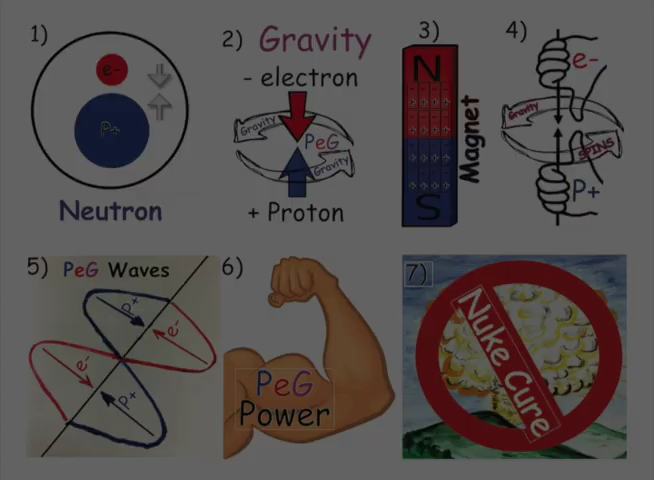 1)
e-
P+
Neutron
2) Gravity
- electron
Gravity
PeG
Gravity
+ Proton
3)
N
S
Magnet
4)
e-
Gravity
SPINS
P+
5) PeG Waves
P+
e-
e-
P+
6)
PeG
Power
7)
Nuke Cure